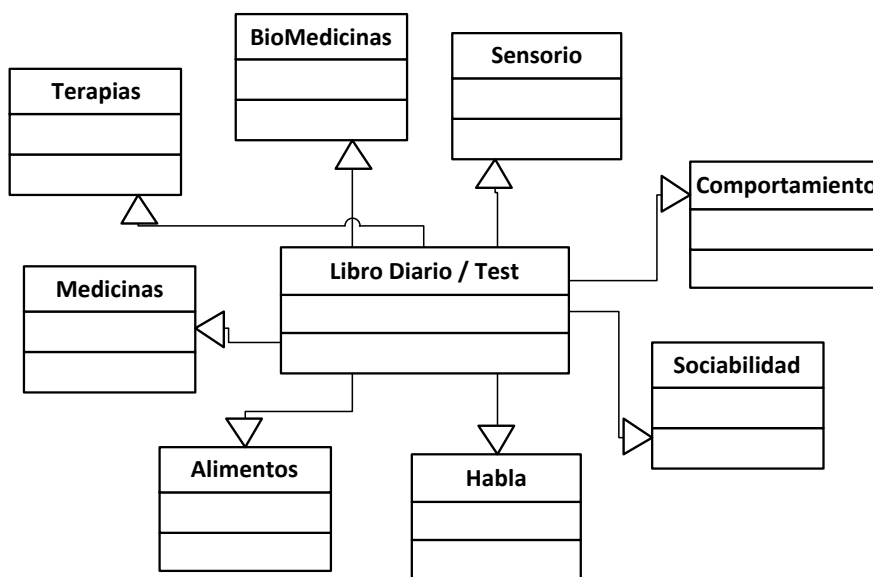 BioMedicinas
Sensorio
Terapias
Comportamiento
Libro Diario / Test
Medicinas
Sociabilidad
Alimentos
Habla